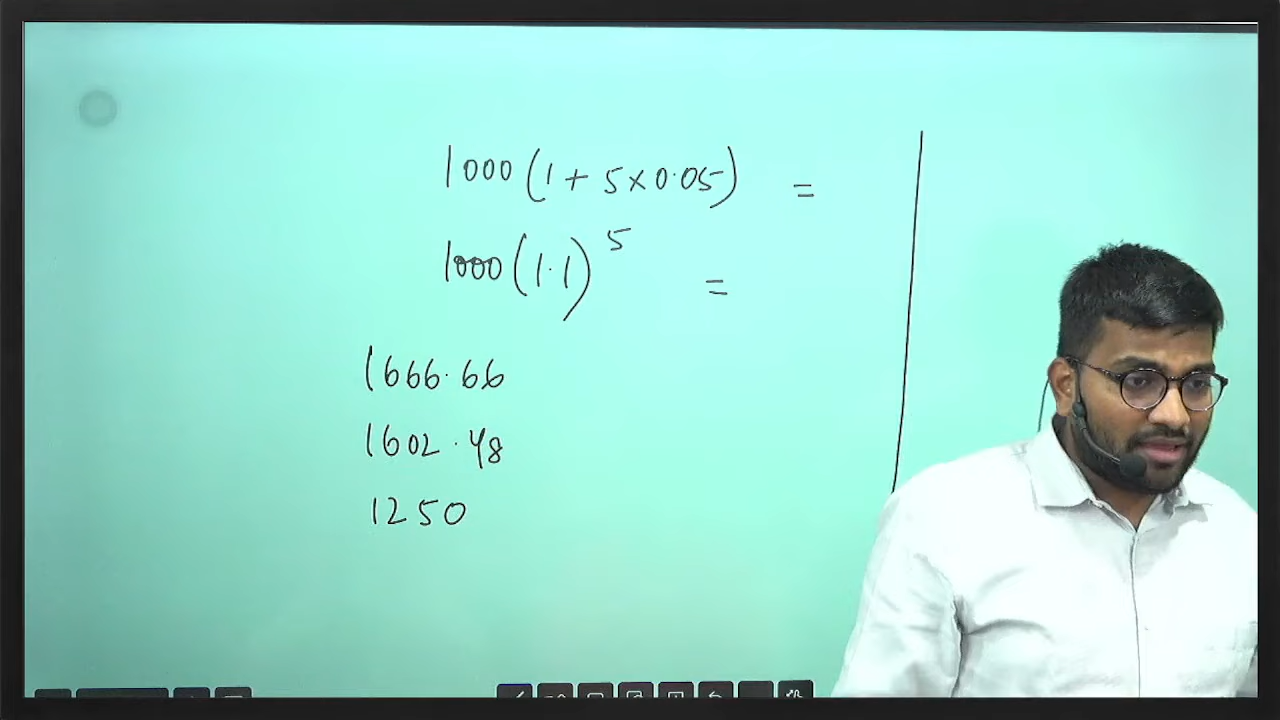 1000 (1 + 5 × 0.05) =
1000 (1.1)^5 =
1666.66
1602.48
1250